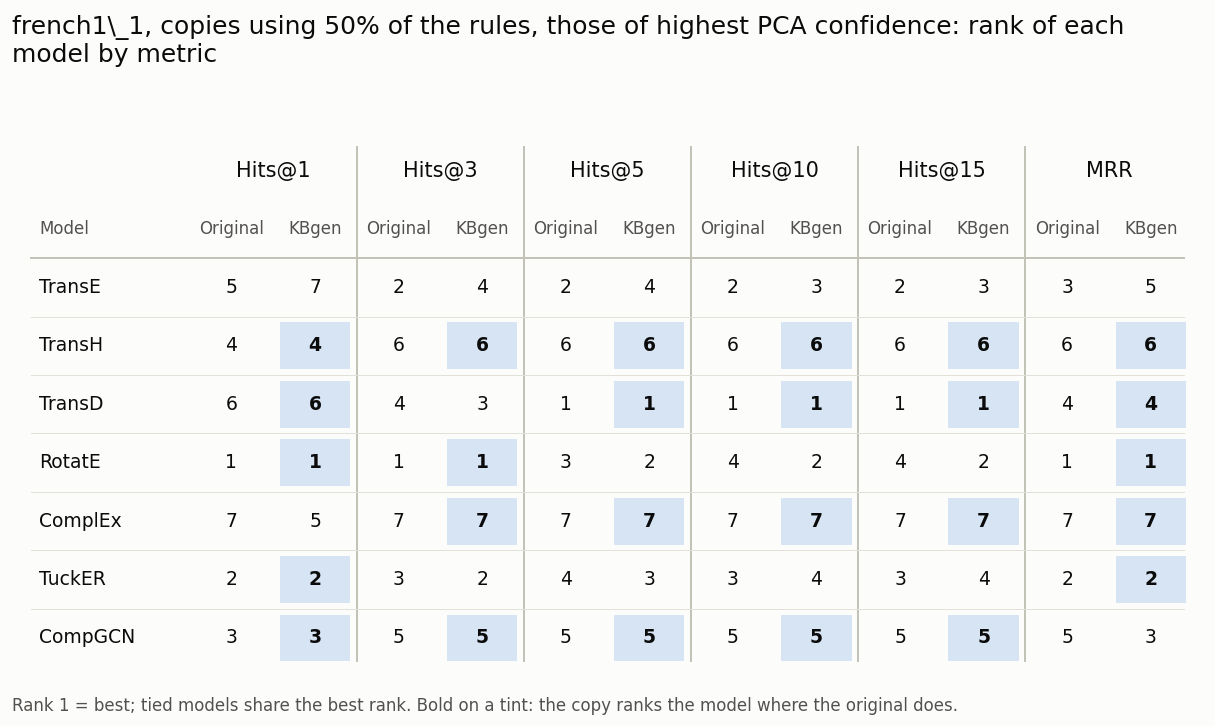 french1\_1, copies using 50% of the rules, those of highest PCA confidence: rank of each
model by metric
Hits@1 Hits@3 Hits@5 Hits@10 Hits@15 MRR
Model Original KBgen Original KBgen Original KBgen Original KBgen Original KBgen Original KBgen
TransE 5 7 2 4 2 4 2 3 2 3 3 5
TransH 4 4 6 6 6 6 6 6 6 6 6 6
TransD 6 6 4 3 1 1 1 1 1 1 4 4
RotatE 1 1 1 1 3 2 4 2 4 2 1 1
ComplEx 7 5 7 7 7 7 7 7 7 7 7 7
TuckER 2 2 3 2 4 3 3 4 3 4 2 2
CompGCN 3 3 5 5 5 5 5 5 5 5 5 3
Rank 1 = best; tied models share the best rank. Bold on a tint: the copy ranks the model where the original does.